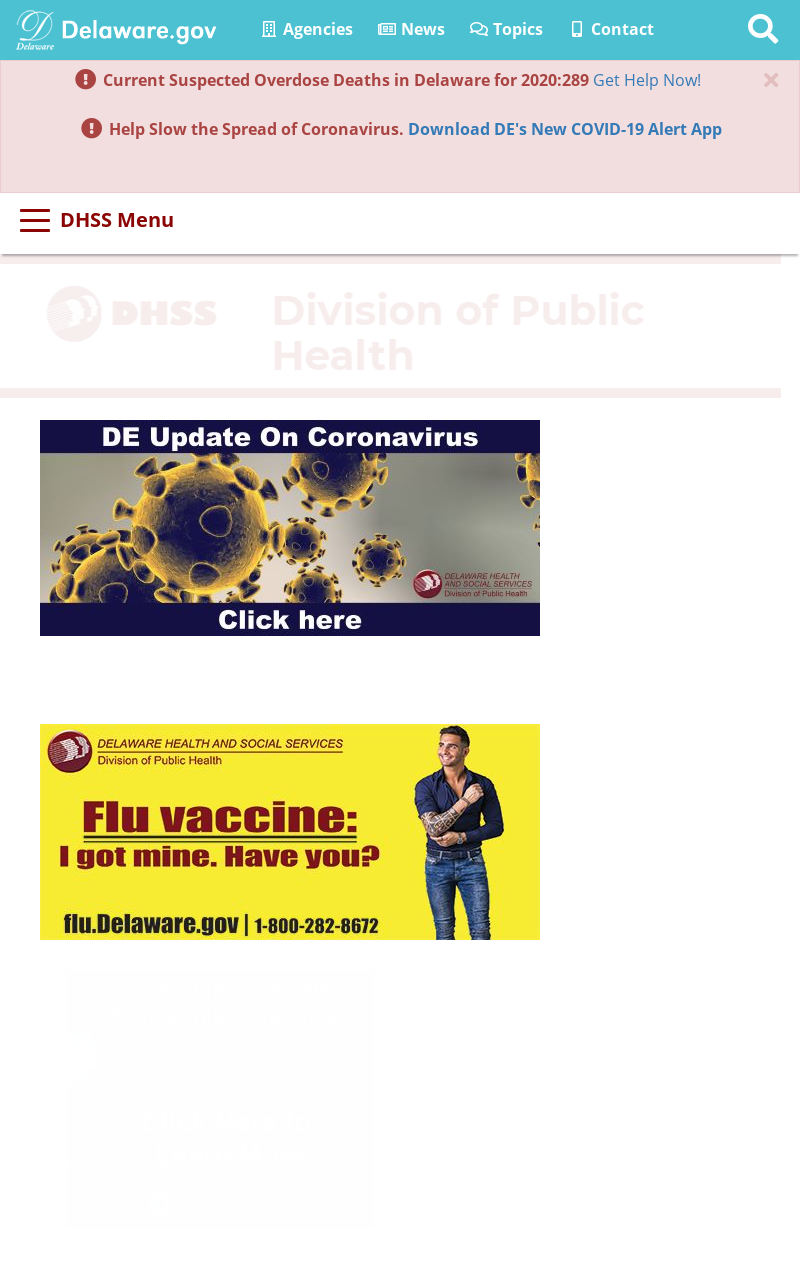 Delaware.gov Agencies News Topics Contact
Delaware
Current Suspected Overdose Deaths in Delaware for 2020:289 Get Help Now! ×
Help Slow the Spread of Coronavirus. Download DE's New COVID-19 Alert App
DHSS Menu
DHSS
Division of Public
Health
DE Update On Coronavirus
DELAWARE HEALTH
AND SOCIAL SERVICES
Division of Public Health
Click here
DELAWARE HEALTH AND SOCIAL SERVICES
Division of Public Health
Flu vaccine:
I got mine. Have you?
flu.Delaware.gov | 1-800-282-8672